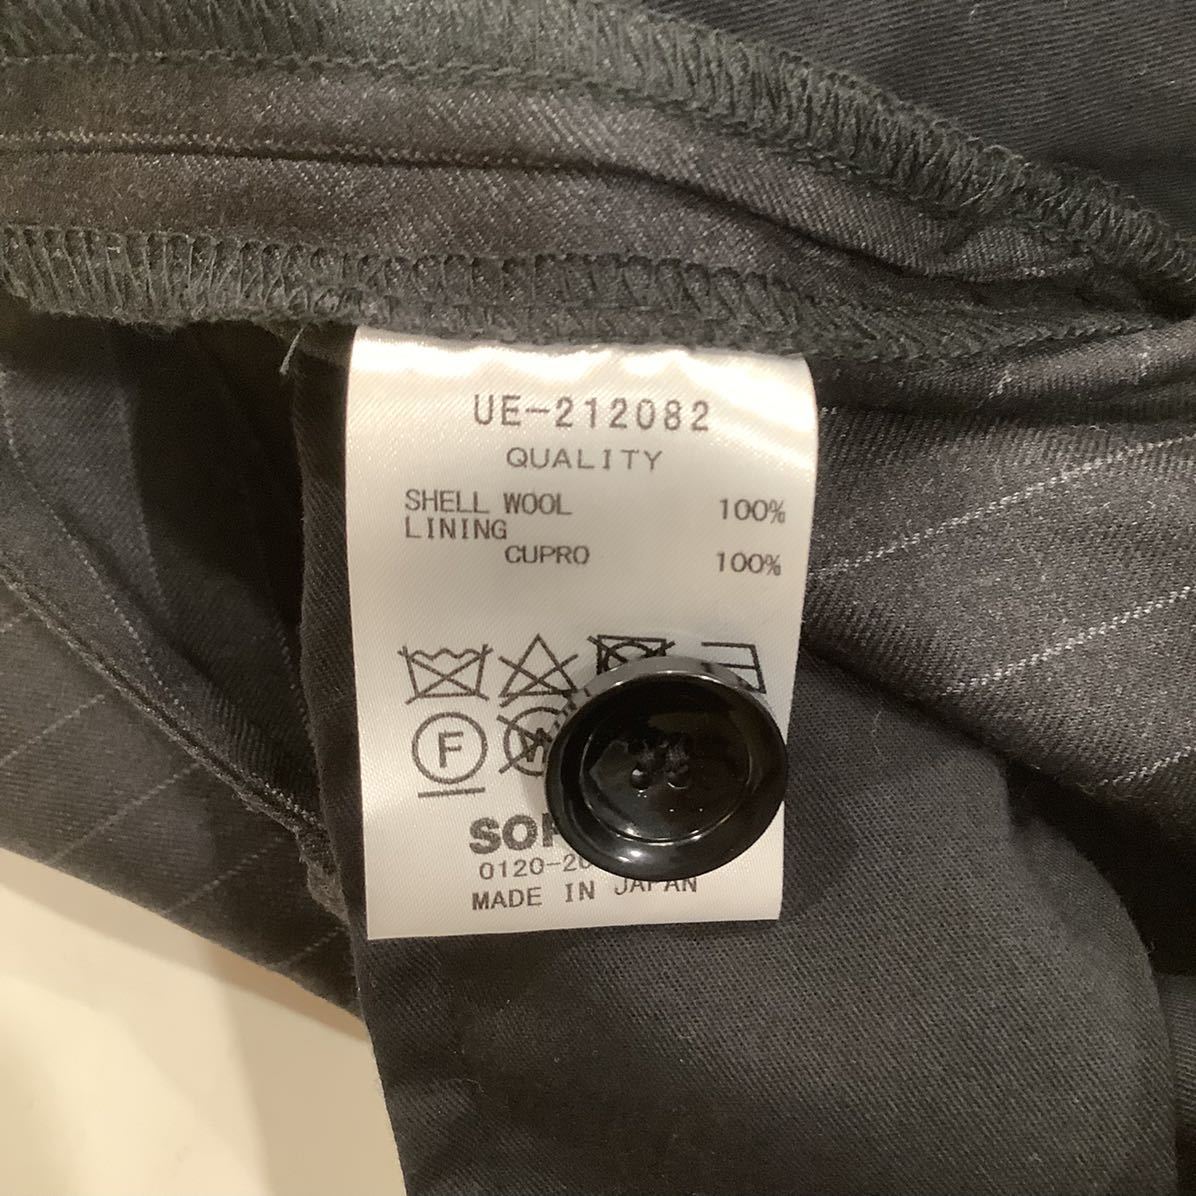 UE-212082
QUALITY
SHELL WOOL 100%
LINING
CUPRO 100%
F
W
MADE IN JAPAN